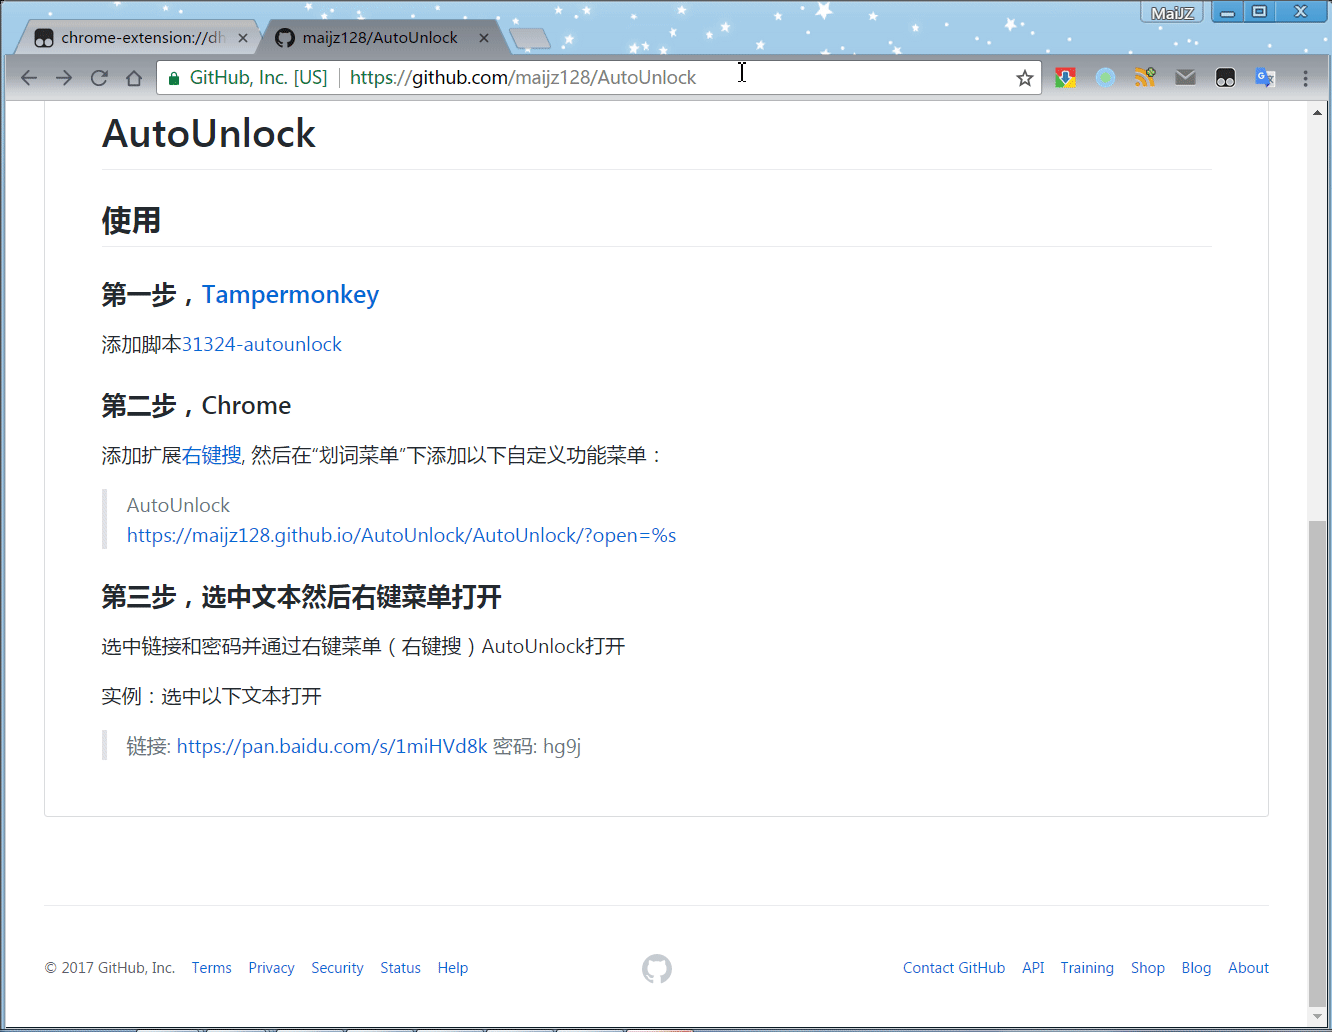 MaiJZ
chrome-extension://dh
maijz128/AutoUnlock
GitHub, Inc. [US] https://github.com/maijz128/AutoUnlock
AutoUnlock
使用
第一步，Tampermonkey
添加脚本31324-autounlock
第二步，Chrome
添加扩展右键搜, 然后在“划词菜单”下添加以下自定义功能菜单：
AutoUnlock
https://maijz128.github.io/AutoUnlock/AutoUnlock/?open=%s
第三步，选中文本然后右键菜单打开
选中链接和密码并通过右键菜单（右键搜）AutoUnlock打开
实例：选中以下文本打开
链接: https://pan.baidu.com/s/1miHVd8k 密码: hg9j
© 2017 GitHub, Inc. Terms Privacy Security Status Help Contact GitHub API Training Shop Blog About